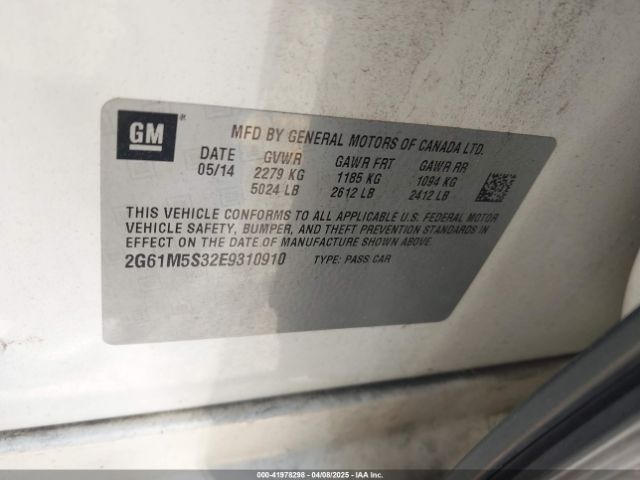 GM ®
MFD BY GENERAL MOTORS OF CANADA LTD.
DATE GVWR GAWR FRT GAWR RR
05/14 2279 KG 1185 KG 1094 KG
5024 LB 2612 LB 2412 LB
THIS VEHICLE CONFORMS TO ALL APPLICABLE U.S. FEDERAL MOTOR
VEHICLE SAFETY, BUMPER, AND THEFT PREVENTION STANDARDS IN
EFFECT ON THE DATE OF MANUFACTURE SHOWN ABOVE.
2G61M5S32E9310910 TYPE: PASS CAR
000-41978298 - 04/08/2025 - IAA Inc.